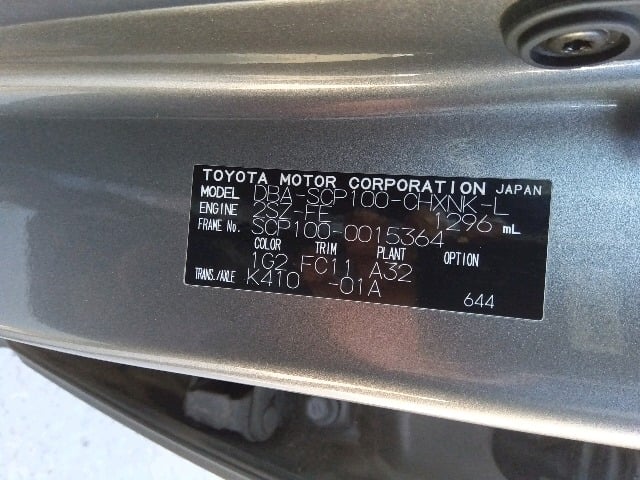 TOYOTA MOTOR CORPORATION JAPAN
MODEL DBA-SCP100-CHXNK-L
ENGINE 2SZ-FE 1296 mL
FRAME No. SCP100-0015364
COLOR TRIM PLANT OPTION
1G2 FC11 A32
TRANS./AXLE K410 -01A
644